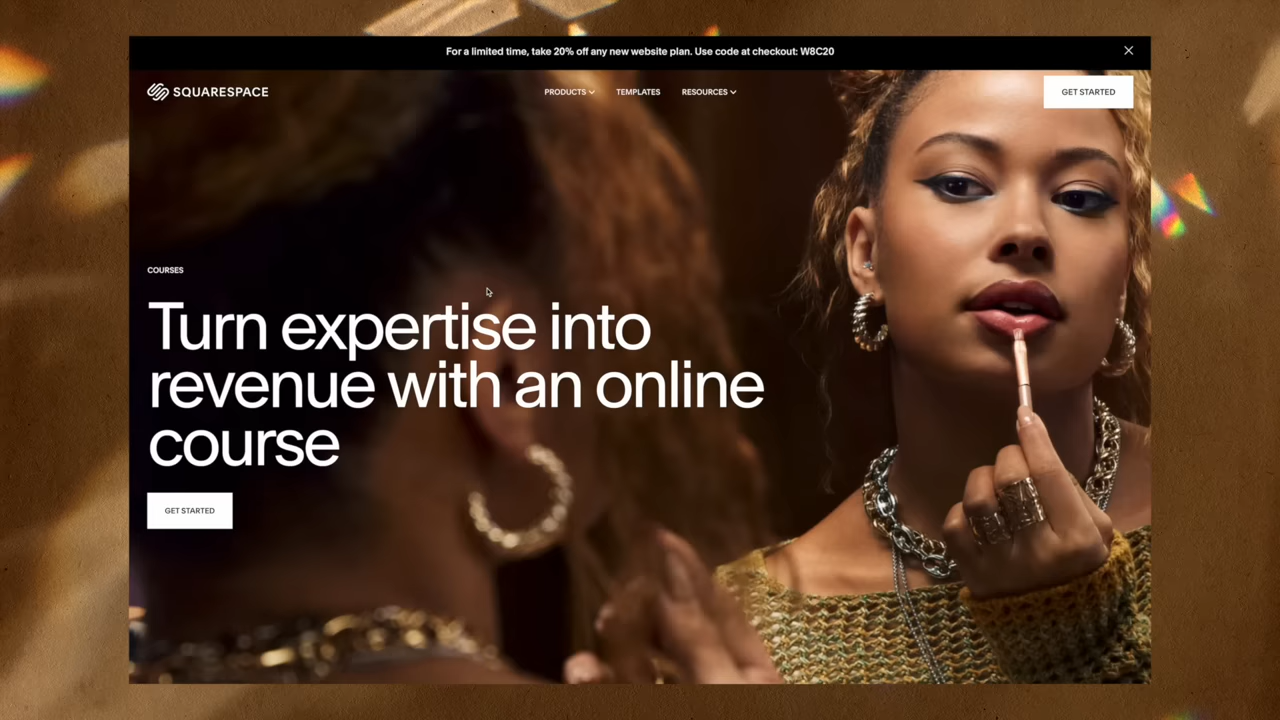 For a limited time, take 20% off any new website plan. Use code at checkout: W8C20
SQUARESPACE
PRODUCTS
TEMPLATES
RESOURCES
GET STARTED
COURSES
Turn expertise into
revenue with an online
course
GET STARTED